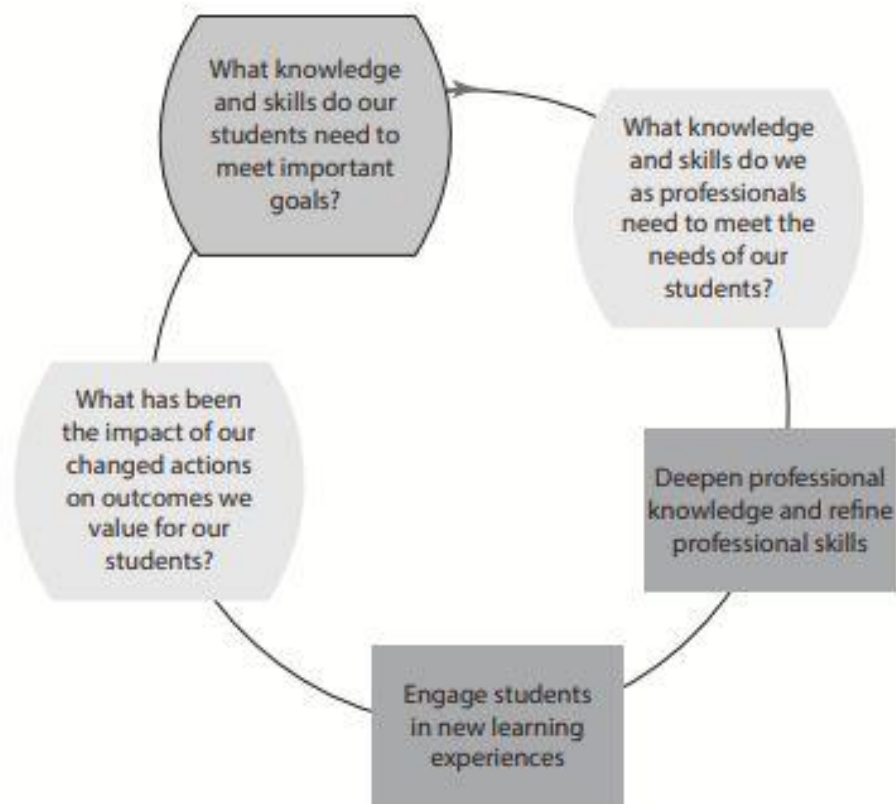 What knowledge
and skills do our
students need to
meet important
goals?
What knowledge
and skills do we
as professionals
need to meet the
needs of our
students?
Deepen professional
knowledge and refine
professional skills
Engage students
in new learning
experiences
What has been
the impact of our
changed actions
on outcomes we
value for our
students?